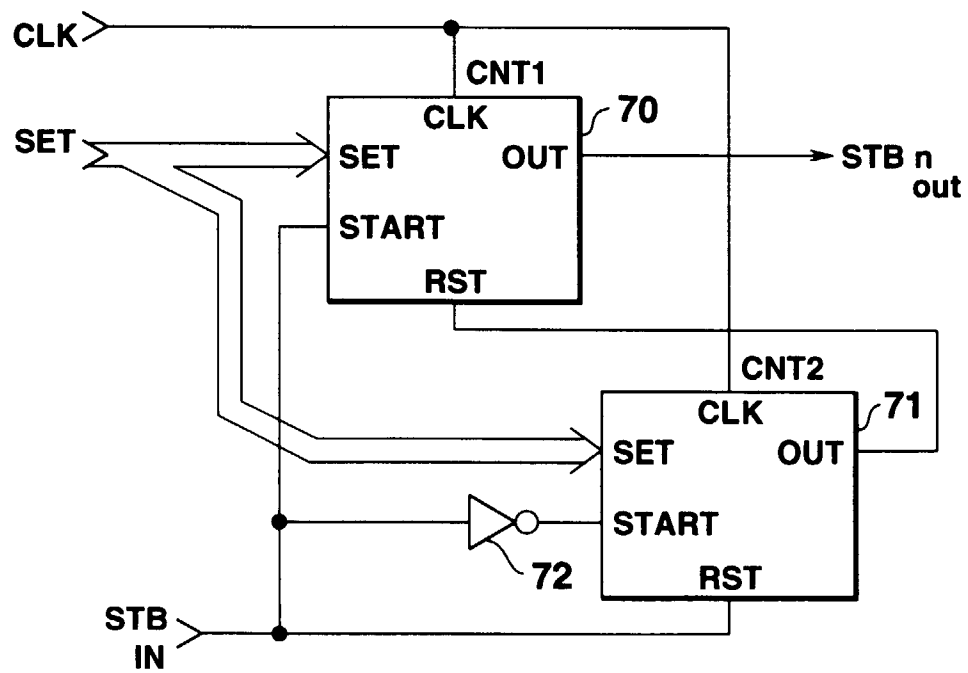 CLK
CNT1
CLK
70
SET
SET
OUT
STB n
out
START
RST
CNT2
CLK
71
SET
OUT
START
72
RST
STB
IN